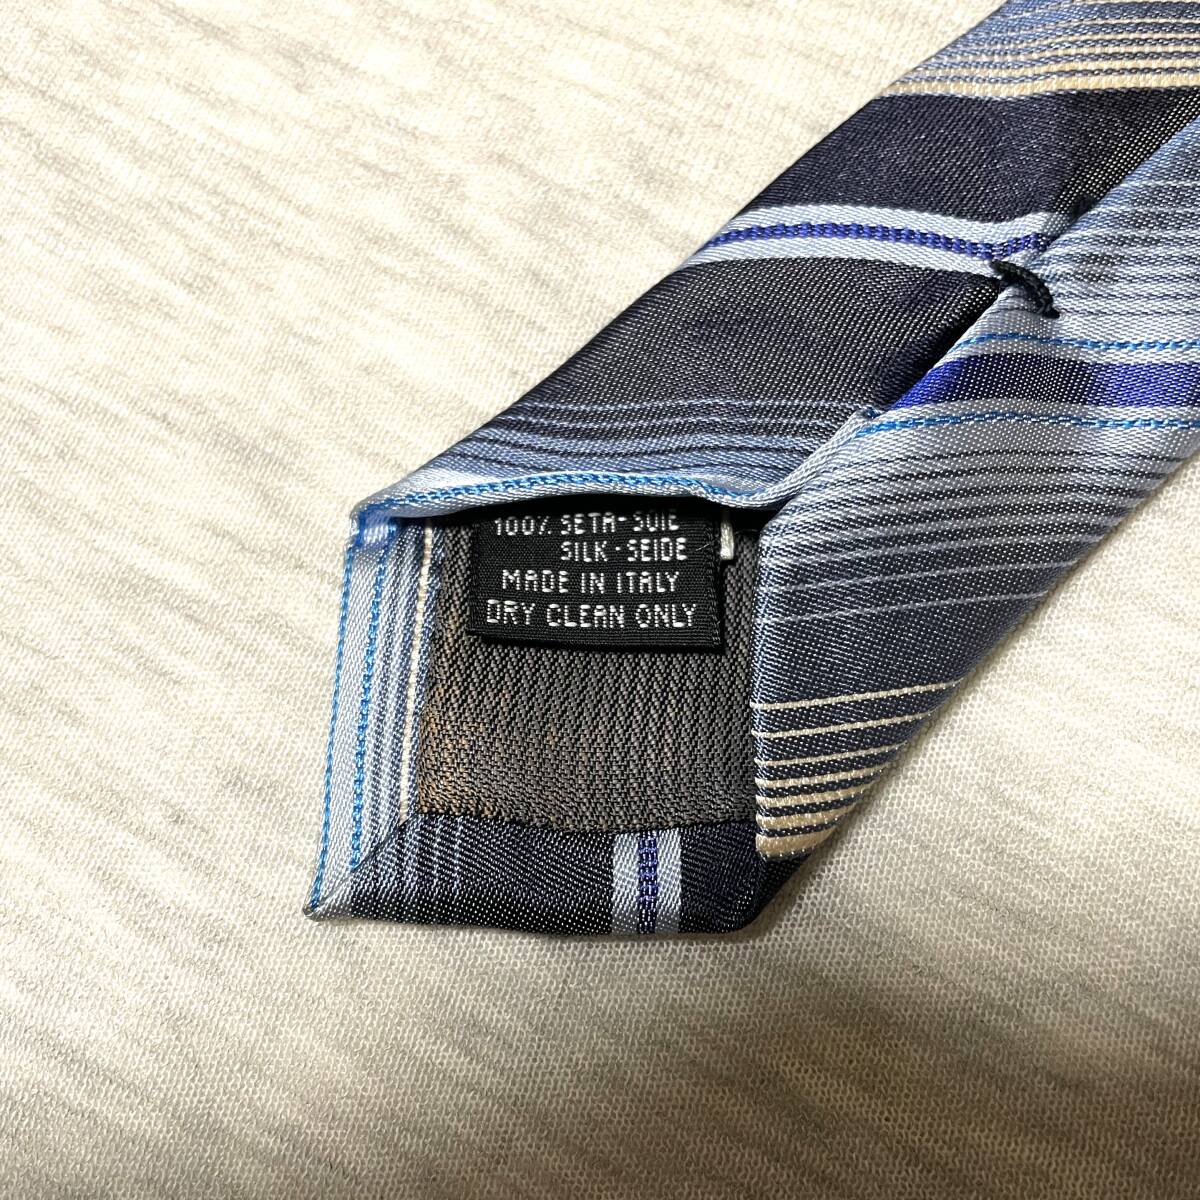 100% SETA-SOIE
SILK·SEIDE
MADE IN ITALY
DRY CLEAN ONLY